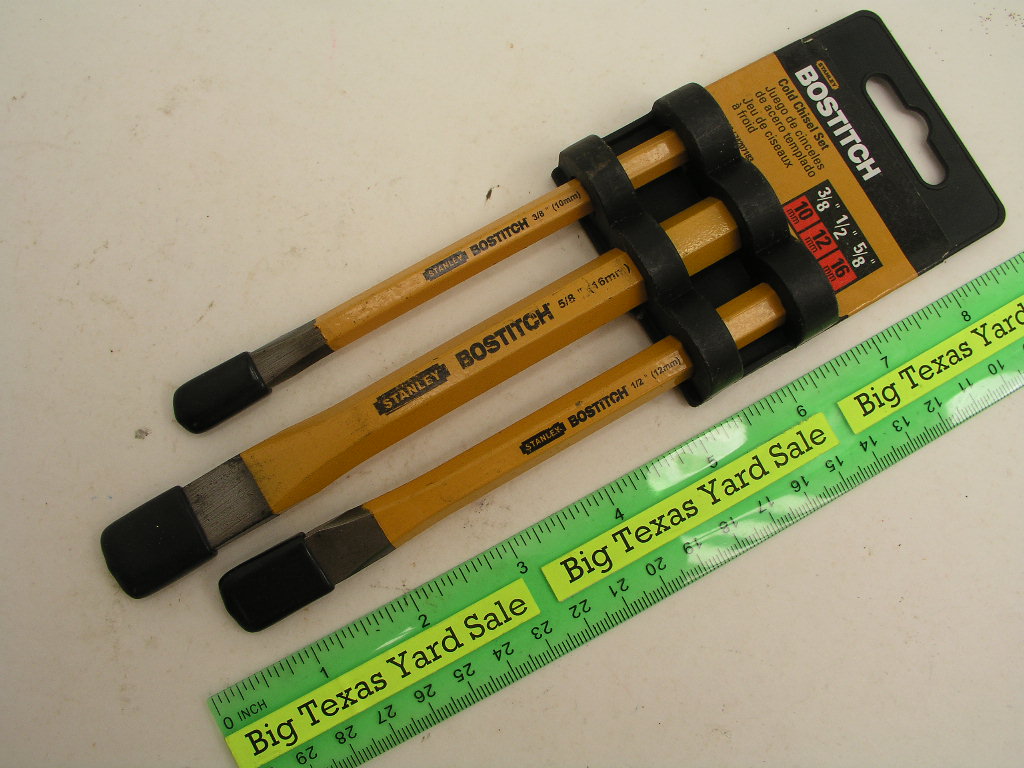 STANLEY
BOSTITCH
Cold Chisel Set
Juego de cinceles
de acero templado
Jeu de ciseaux
à froid
3/8" 1/2" 5/8"
10 mm 12 mm 16 mm
STANLEY BOSTITCH 3/8" (10mm)
STANLEY BOSTITCH 5/8" (16mm)
STANLEY BOSTITCH 1/2" (12mm)
0 INCH 1 2 3 4 5 6 7 8
Big Texas Yard Sale
Big Texas Yard Sale
Big Texas Yard
29 28 27 26 25 24 23 22 21 20 19 18 17 16 15 14 13 12 11 10